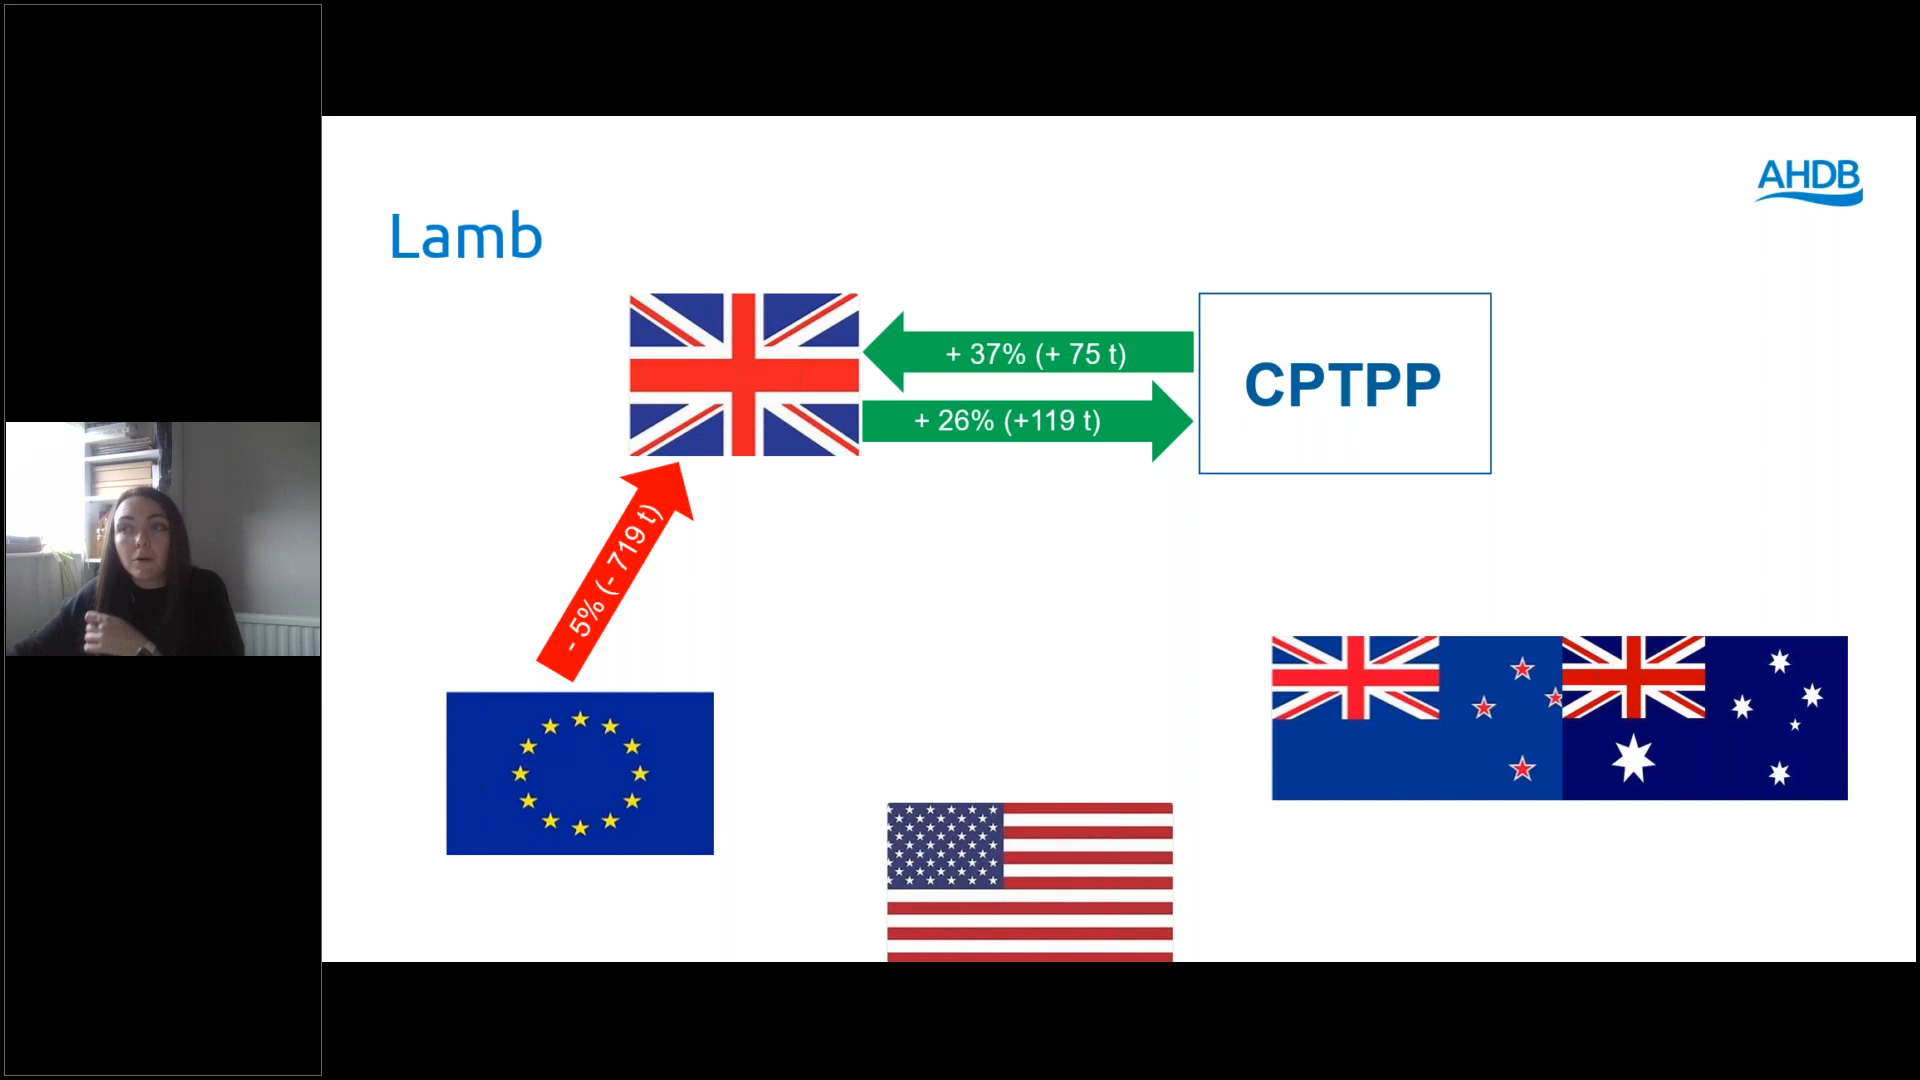 AHDB
Lamb
+ 37% (+ 75 t)
CPTPP
+ 26% (+119 t)
- 5% (- 719 t)